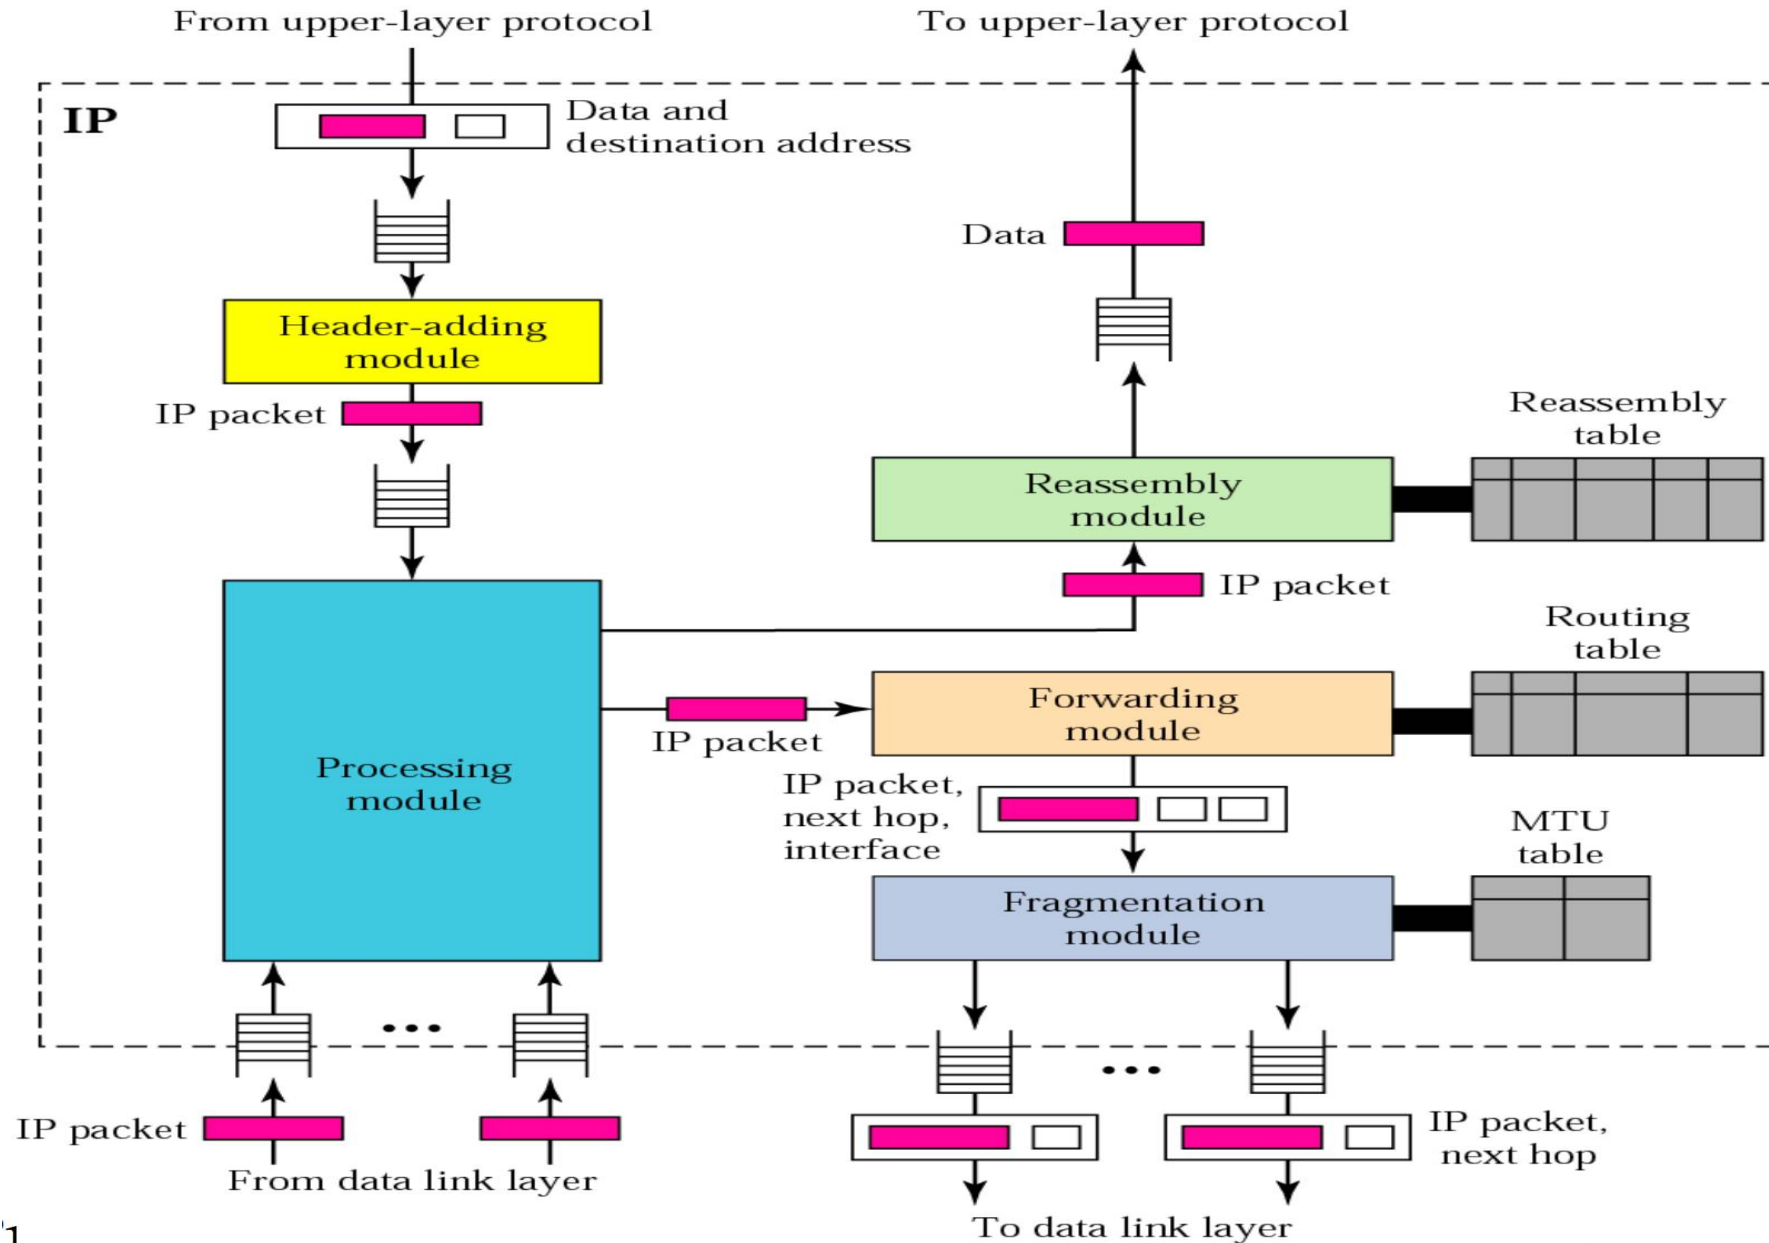 From upper-layer protocol
To upper-layer protocol
IP
Data and
destination address
Data
Header-adding
module
IP packet
Reassembly
table
Reassembly
module
IP packet
Routing
table
Forwarding
module
IP packet
Processing
module
IP packet,
next hop,
interface
MTU
table
Fragmentation
module
...
...
IP packet
IP packet,
next hop
From data link layer
To data link layer
1